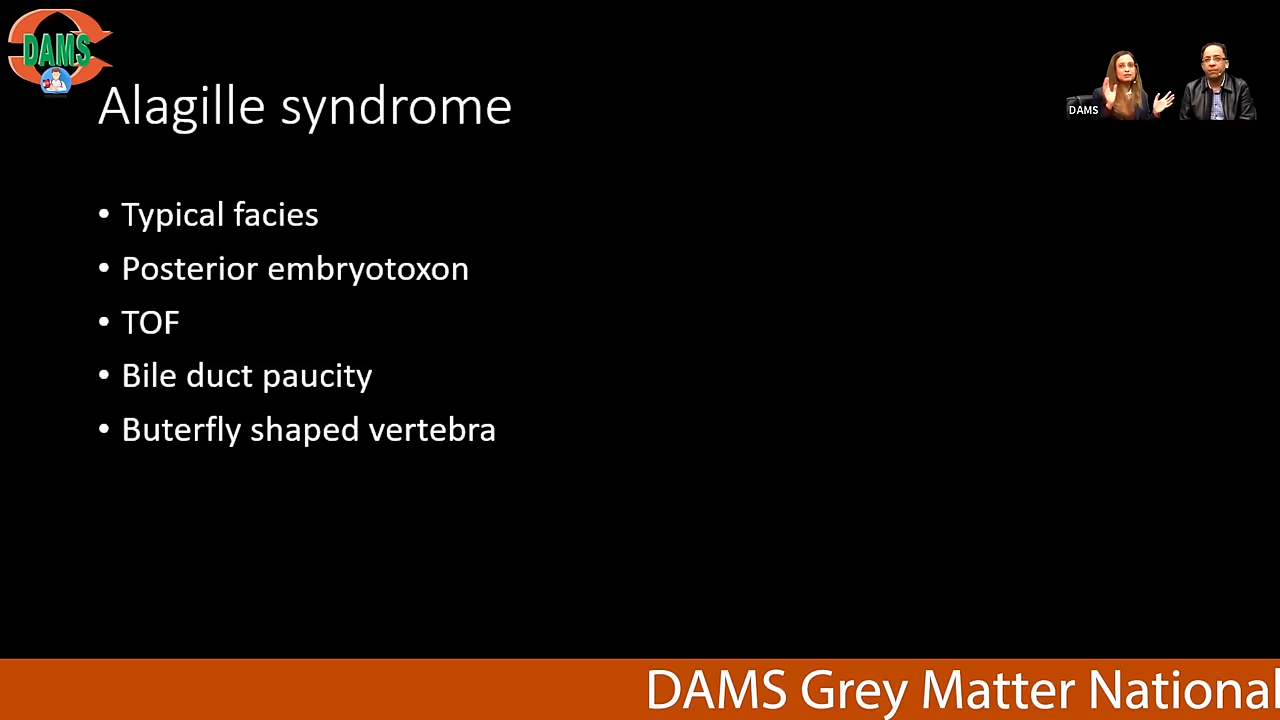 DAMS
Alagille syndrome
DAMS
• Typical facies
• Posterior embryotoxon
• TOF
• Bile duct paucity
• Buterfly shaped vertebra
DAMS Grey Matter National